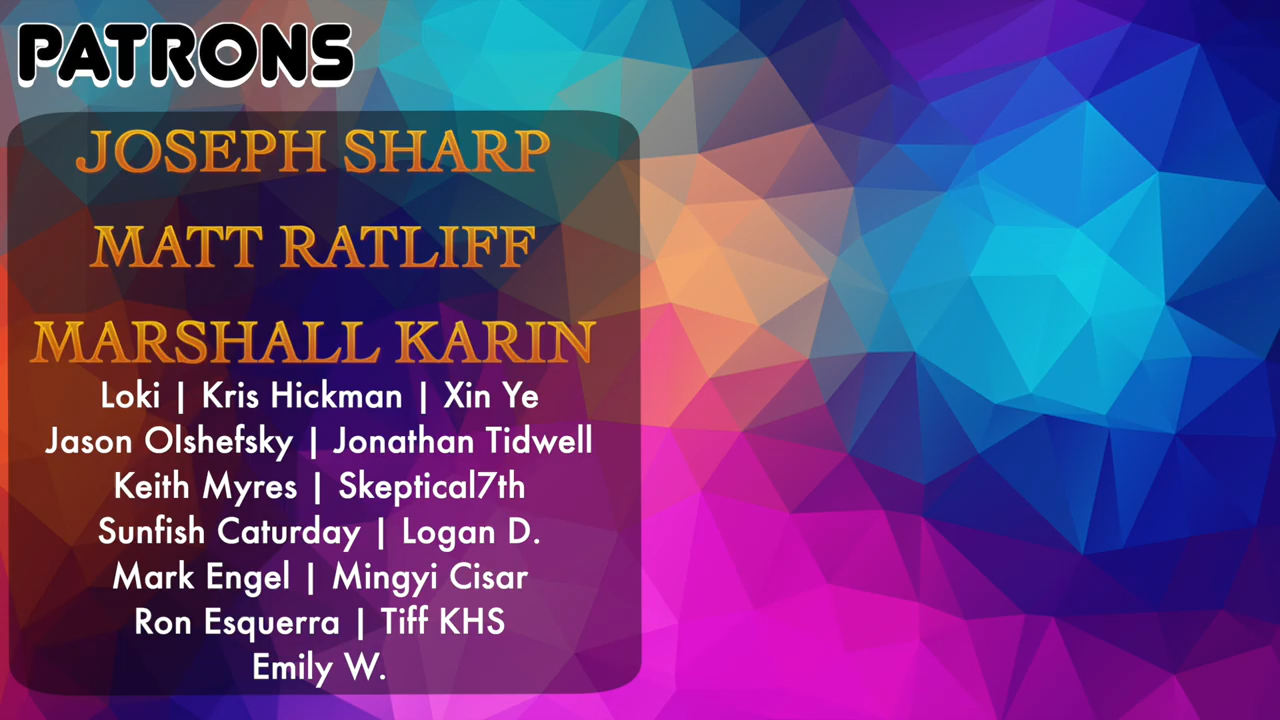 PATRONS
JOSEPH SHARP
MATT RATLIFF
MARSHALL KARIN
Loki | Kris Hickman | Xin Ye
Jason Olshefsky | Jonathan Tidwell
Keith Myres | Skeptical7th
Sunfish Caturday | Logan D.
Mark Engel | Mingyi Cisar
Ron Esquerra | Tiff KHS
Emily W.